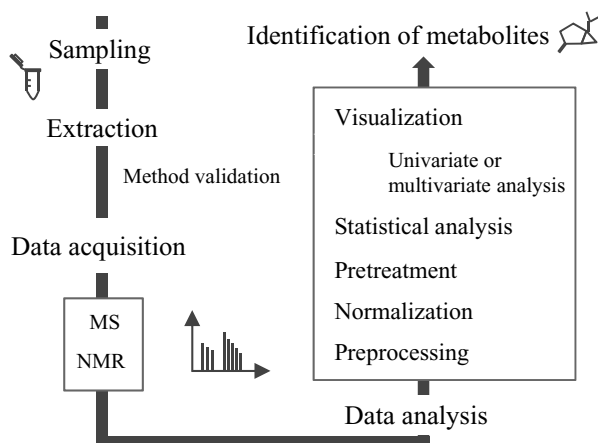 Sampling
Extraction
Method validation
Data acquisition
MS
NMR
Identification of metabolites
Visualization
Univariate or
multivariate analysis
Statistical analysis
Pretreatment
Normalization
Preprocessing
Data analysis